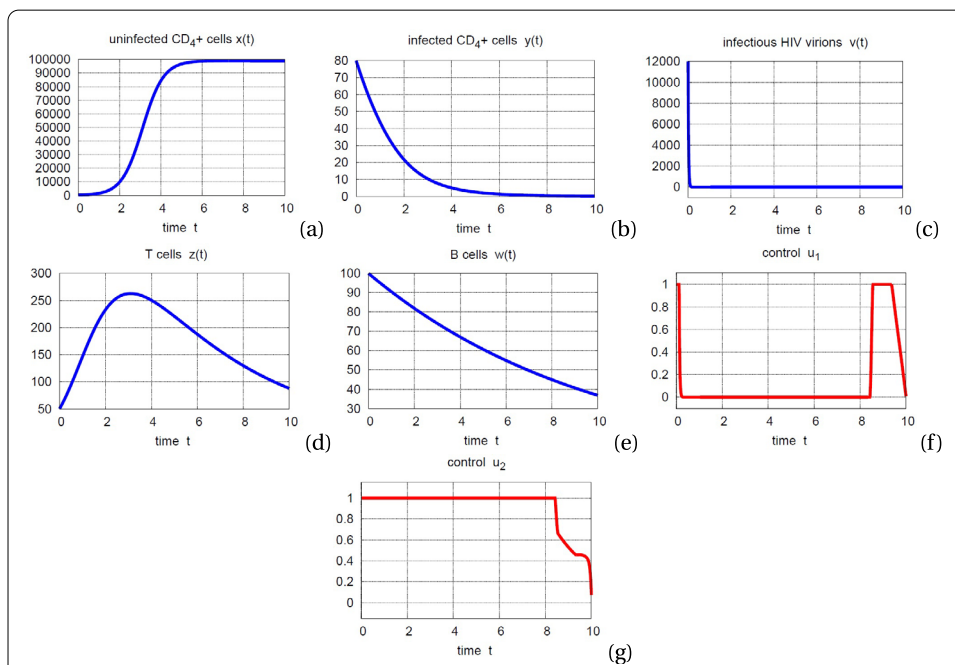 uninfected CD4+ cells x(t)
100000
90000
80000
70000
60000
50000
40000
30000
20000
10000
0
0 2 4 6 8 10
time t
(a)
infected CD4+ cells y(t)
80
70
60
50
40
30
20
10
0
0 2 4 6 8 10
time t
(b)
infectious HIV virions v(t)
12000
10000
8000
6000
4000
2000
0
0 2 4 6 8 10
time t
(c)
T cells z(t)
300
250
200
150
100
50
0 2 4 6 8 10
time t
(d)
B cells w(t)
100
90
80
70
60
50
40
30
0 2 4 6 8 10
time t
(e)
control u1
1
0.8
0.6
0.4
0.2
0
0 2 4 6 8 10
time t
(f)
control u2
1
0.8
0.6
0.4
0.2
0
0 2 4 6 8 10
time t
(g)